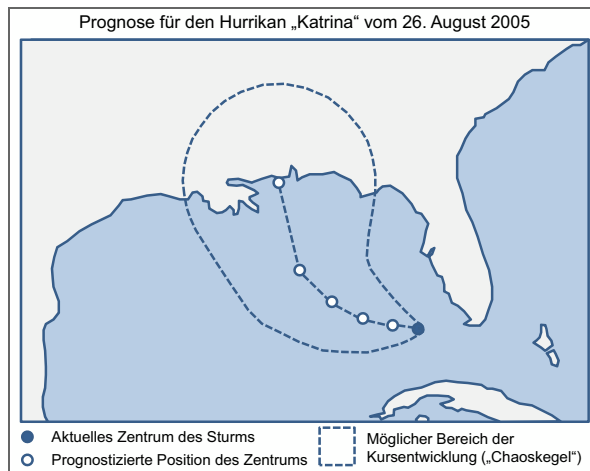 Prognose für den Hurrikan „Katrina“ vom 26. August 2005
Aktuelles Zentrum des Sturms
Prognostizierte Position des Zentrums
Möglicher Bereich der
Kursentwicklung („Chaoskegel“)